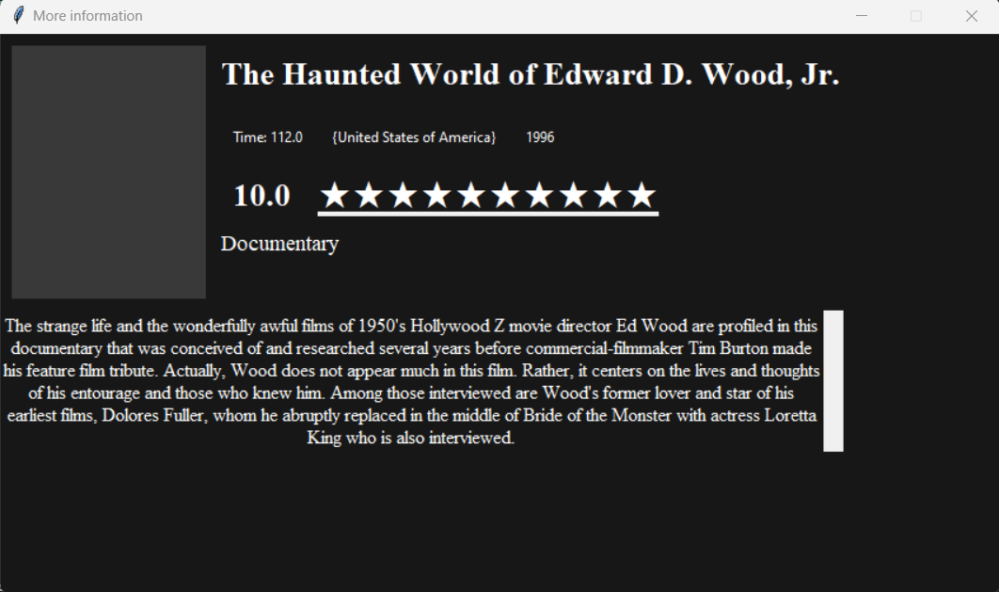 More information
The Haunted World of Edward D. Wood, Jr.
Time: 112.0 {United States of America} 1996
10.0 ★★★★★★★★★★
Documentary
The strange life and the wonderfully awful films of 1950's Hollywood Z movie director Ed Wood are profiled in this
documentary that was conceived of and researched several years before commercial-filmmaker Tim Burton made
his feature film tribute. Actually, Wood does not appear much in this film. Rather, it centers on the lives and thoughts
of his entourage and those who knew him. Among those interviewed are Wood's former lover and star of his
earliest films, Dolores Fuller, whom he abruptly replaced in the middle of Bride of the Monster with actress Loretta
King who is also interviewed.